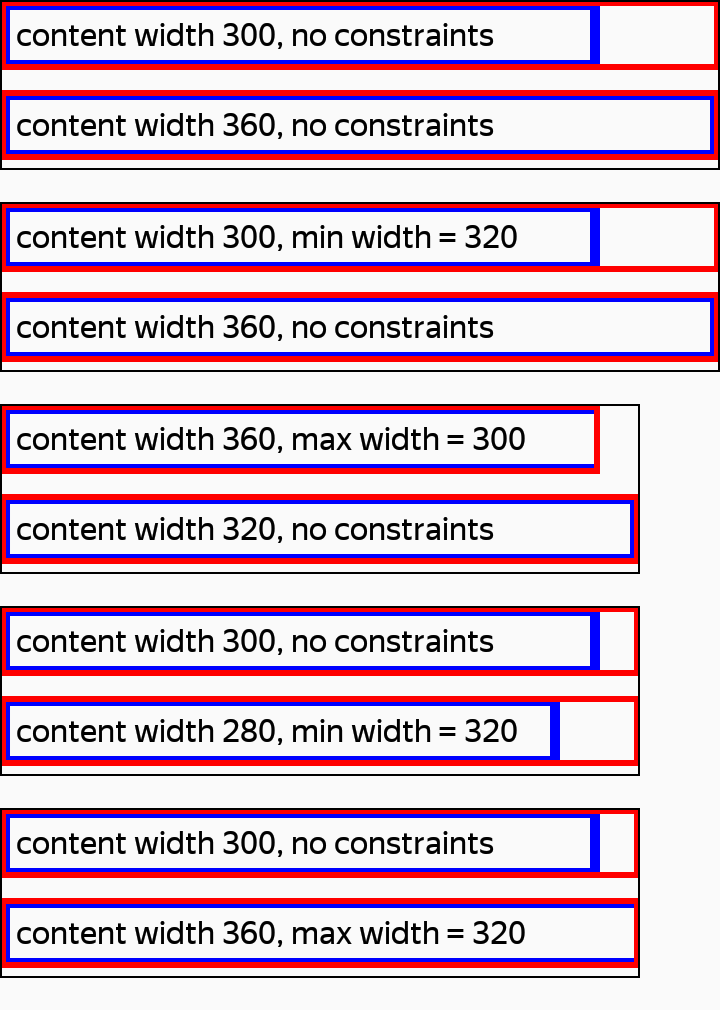 content width 300, no constraints
content width 360, no constraints
content width 300, min width = 320
content width 360, no constraints
content width 360, max width = 300
content width 320, no constraints
content width 300, no constraints
content width 280, min width = 320
content width 300, no constraints
content width 360, max width = 320